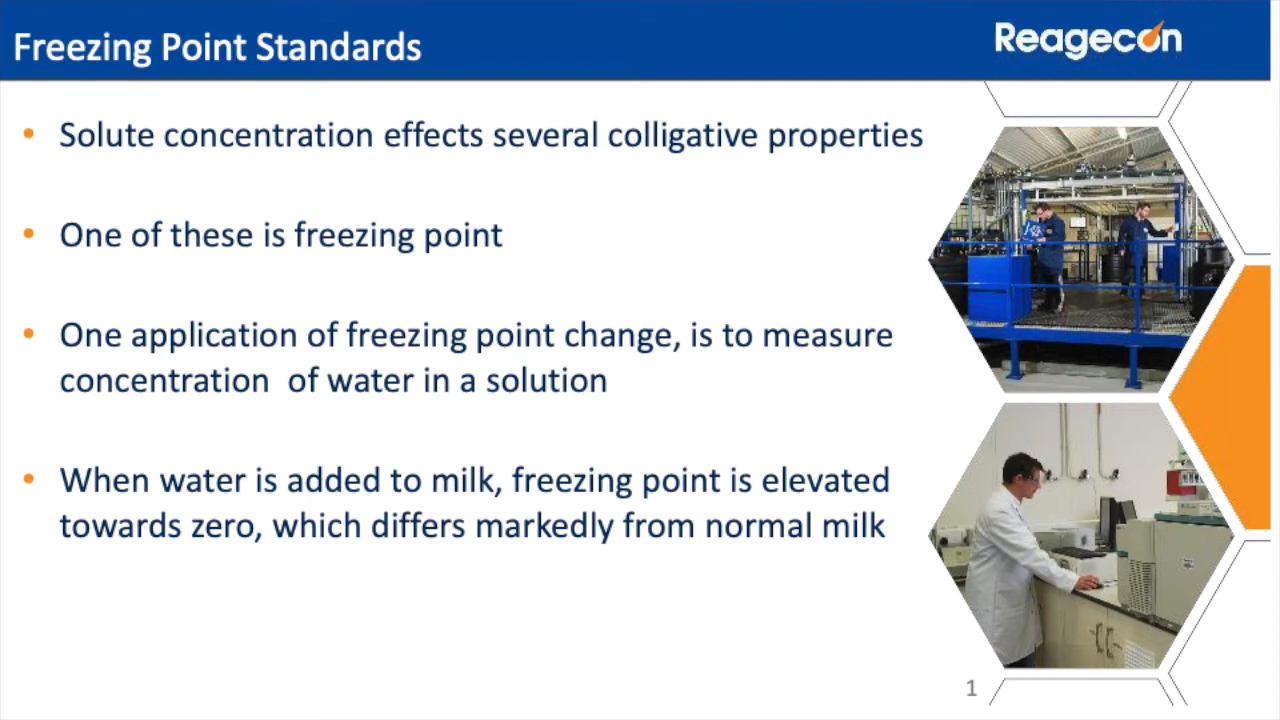 Freezing Point Standards
Reagecon
• Solute concentration effects several colligative properties
• One of these is freezing point
• One application of freezing point change, is to measure
concentration  of water in a solution
• When water is added to milk, freezing point is elevated
towards zero, which differs markedly from normal milk
1